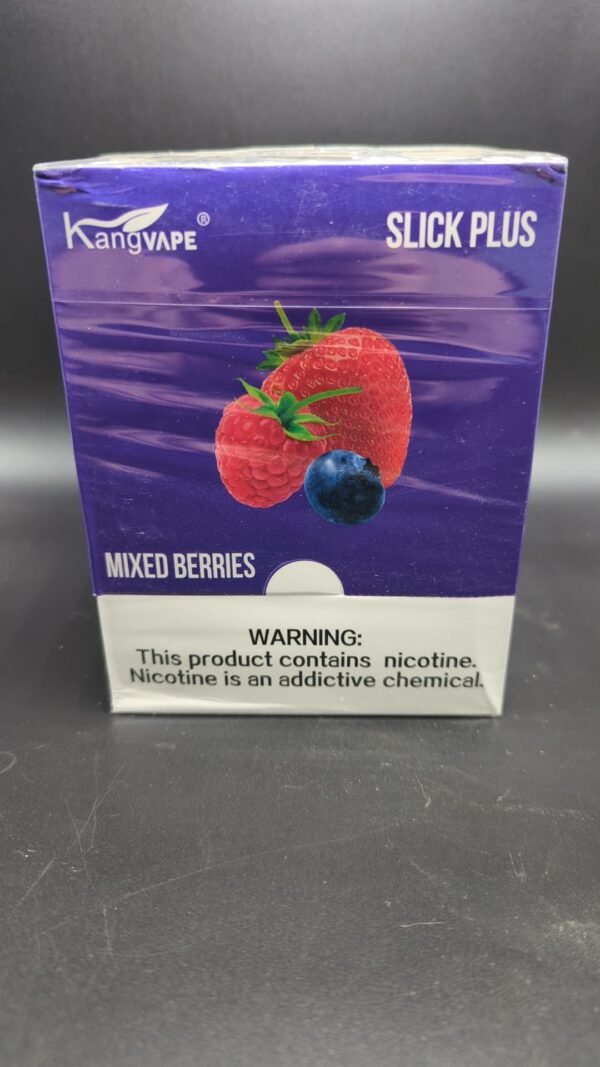 KangVAPE®
SLICK PLUS
MIXED BERRIES
WARNING:
This product contains nicotine.
Nicotine is an addictive chemical.